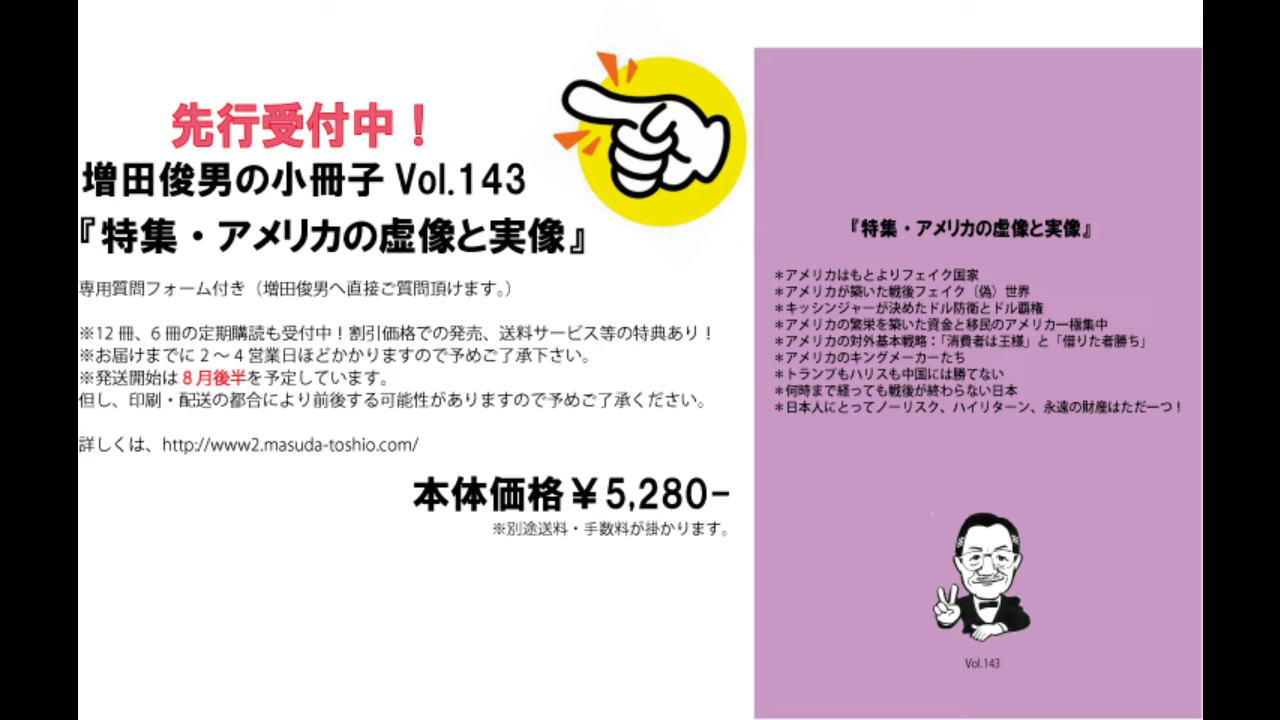 先行受付中！
増田俊男の小冊子 Vol.143
『特集・アメリカの虚像と実像』
専用質問フォーム付き（増田俊男へ直接ご質問頂けます。）
※12 冊、6 冊の定期購読も受付中！割引価格での発売、送料サービス等の特典あり！
※お届けまでに 2 〜 4 営業日ほどかかりますので予めご了承下さい。
※発送開始は 8 月後半を予定しています。
但し、印刷・配送の都合により前後する可能性がありますので予めご了承ください。
詳しくは、http://www2.masuda-toshio.com/
本体価格￥5,280-
※別途送料・手数料が掛かります。
『特集・アメリカの虚像と実像』
＊アメリカはもとよりフェイク国家
＊アメリカが築いた戦後フェイク（偽）世界
＊キッシンジャーが決めたドル防衛とドル覇権
＊アメリカの繁栄を築いた資金と移民のアメリカ一極集中
＊アメリカの対外基本戦略：「消費者は王様」と「借りた者勝ち」
＊アメリカのキングメーカーたち
＊トランプもハリスも中国には勝てない
＊何時まで経っても戦後が終わらない日本
＊日本人にとってノーリスク、ハイリターン、永遠の財産はただ一つ！
Vol.143